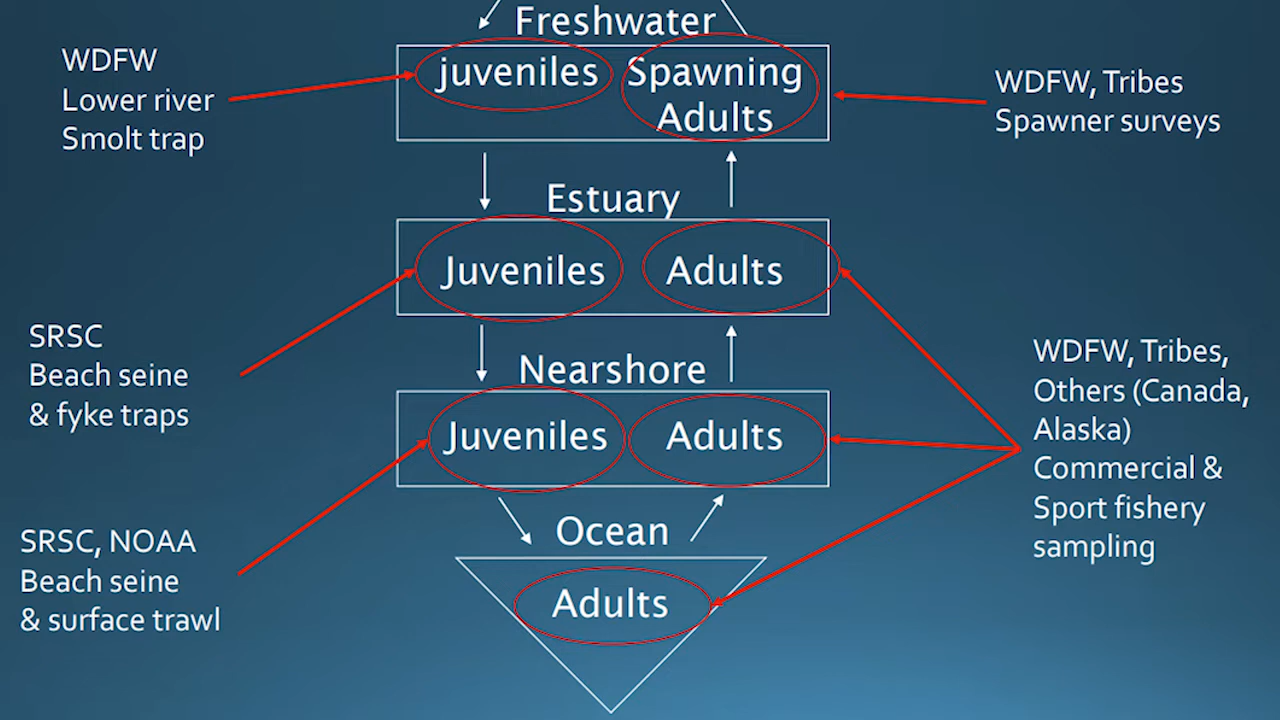 Freshwater
WDFW
Lower river
Smolt trap
juveniles
Spawning
Adults
WDFW, Tribes
Spawner surveys
Estuary
Juveniles
Adults
SRSC
Beach seine
& fyke traps
Nearshore
Juveniles
Adults
WDFW, Tribes,
Others (Canada,
Alaska)
Commercial &
Sport fishery
sampling
SRSC, NOAA
Beach seine
& surface trawl
Ocean
Adults